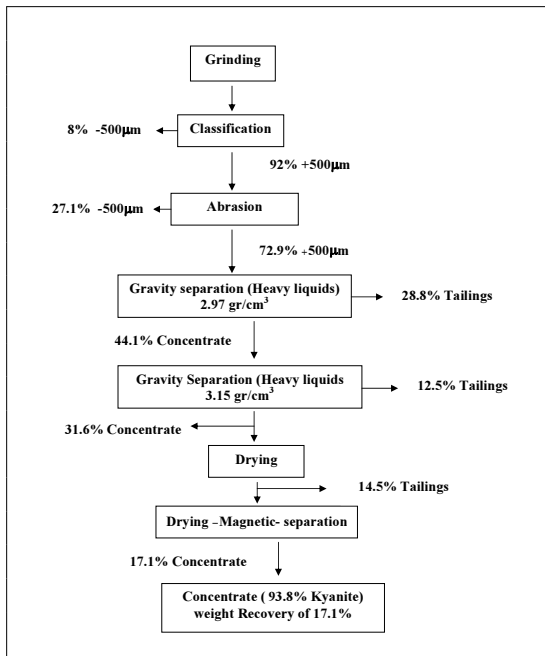 Grinding
8% -500µm
Classification
92% +500µm
27.1% -500µm
Abrasion
72.9% +500µm
Gravity separation (Heavy liquids)
2.97 gr/cm³
28.8% Tailings
44.1% Concentrate
Gravity Separation (Heavy liquids
3.15 gr/cm³
12.5% Tailings
31.6% Concentrate
Drying
14.5% Tailings
Drying –Magnetic- separation
17.1% Concentrate
Concentrate ( 93.8% Kyanite)
weight Recovery of 17.1%